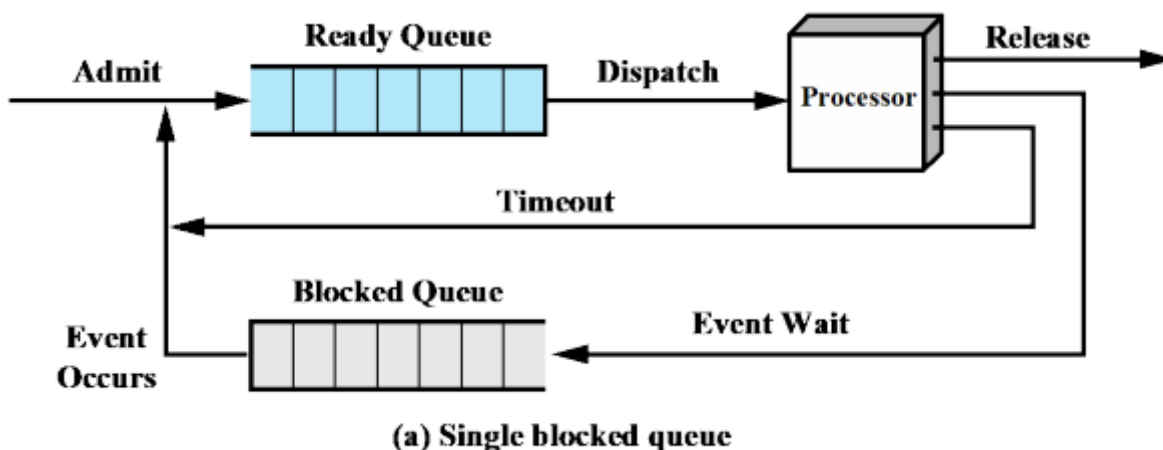 Ready Queue
Release
Admit
Dispatch
Processor
Timeout
Blocked Queue
Event Wait
Event
Occurs
(a) Single blocked queue